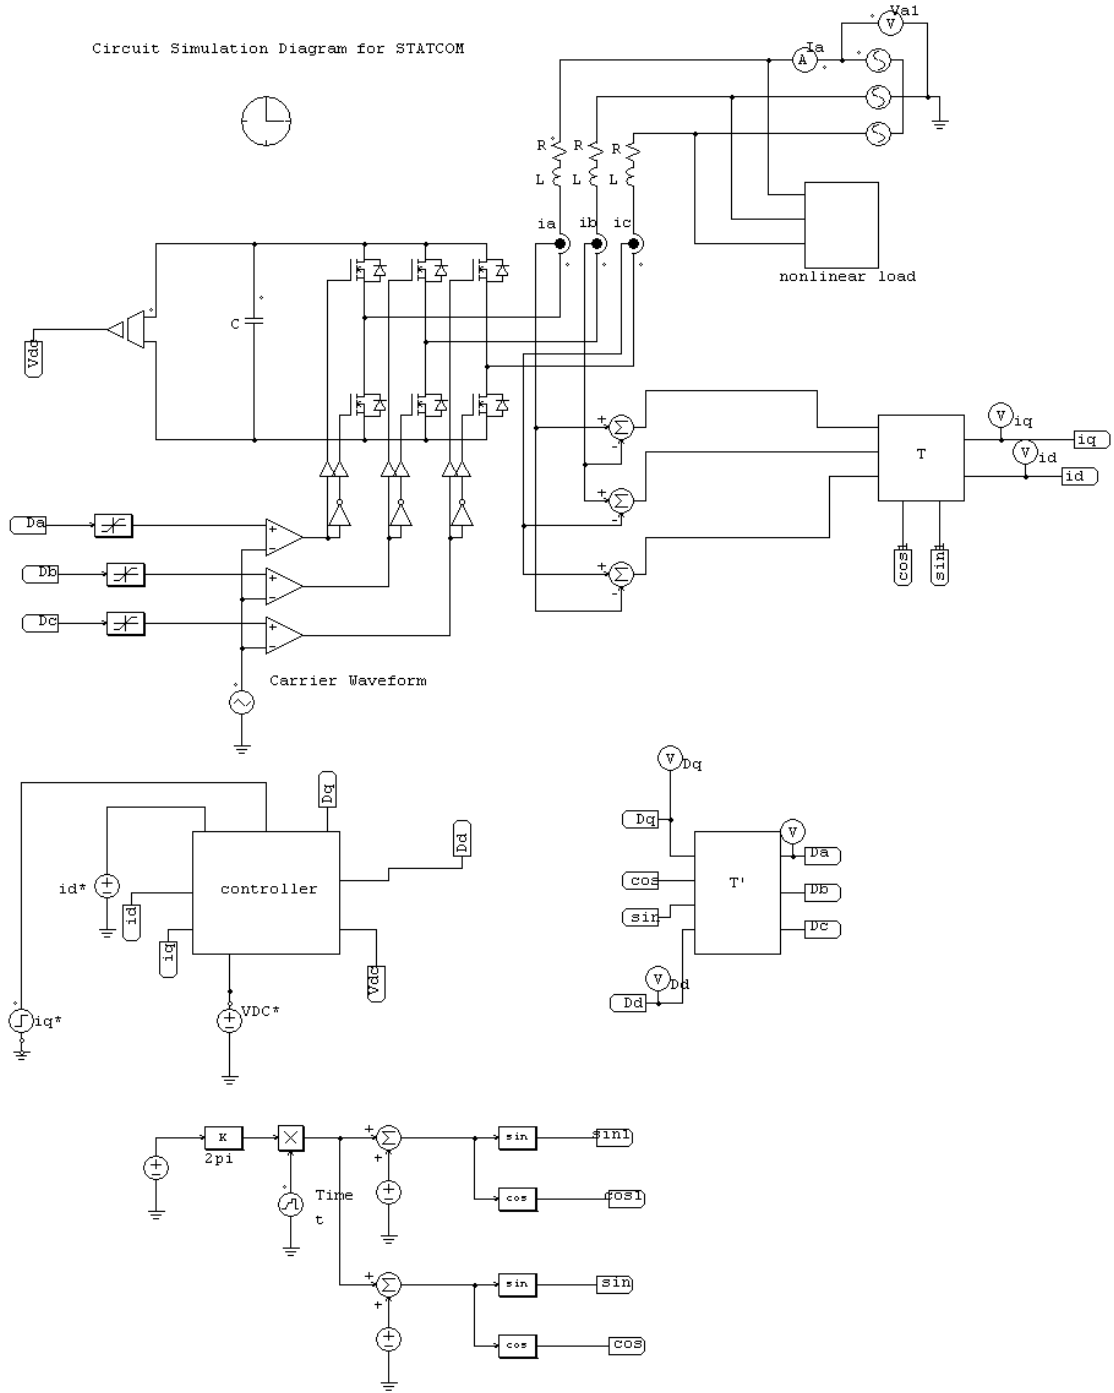 Va1
Circuit Simulation Diagram for STATCOM
V
Ia
A
R R R
L L L
ia ib ic
nonlinear load
C
Vdc
+
-
Σ
V
iq
iq
T
V
id
id
+
-
Σ
Da
+
-
cos
sin
Db
+
-
+
-
Σ
Dc
+
-
Carrier Waveform
V
Dq
Dq
Dq
Dd
V
Da
cos
T'
id*
controller
Db
id
sin
Dc
iq
Vdc
V
Dd
Dd
iq*
VDC*
+
K
Σ
sin
sin1
2pi
+
Time
t
cos
cos1
+
Σ
sin
sin
+
cos
cos